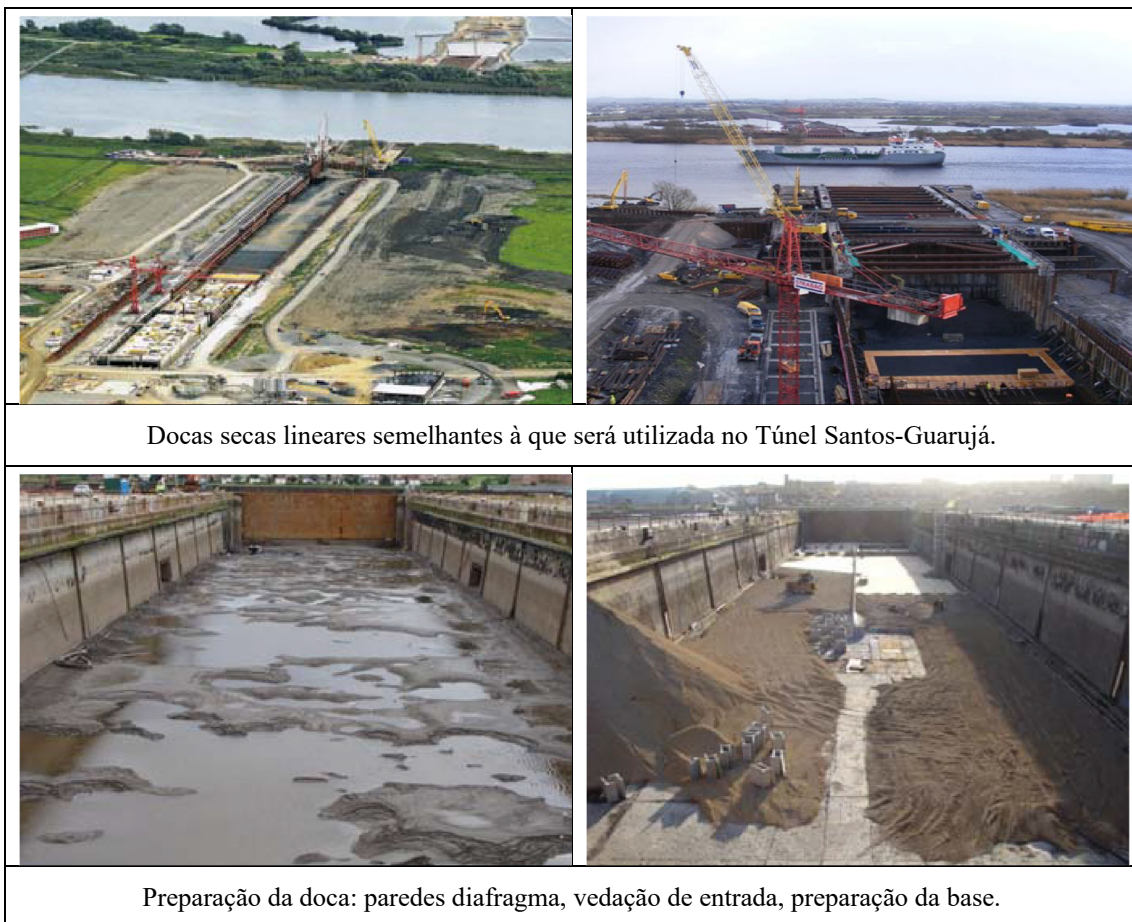 STRABAG
Docas secas lineares semelhantes à que será utilizada no Túnel Santos-Guarujá.
Preparação da doca: paredes diafragma, vedação de entrada, preparação da base.